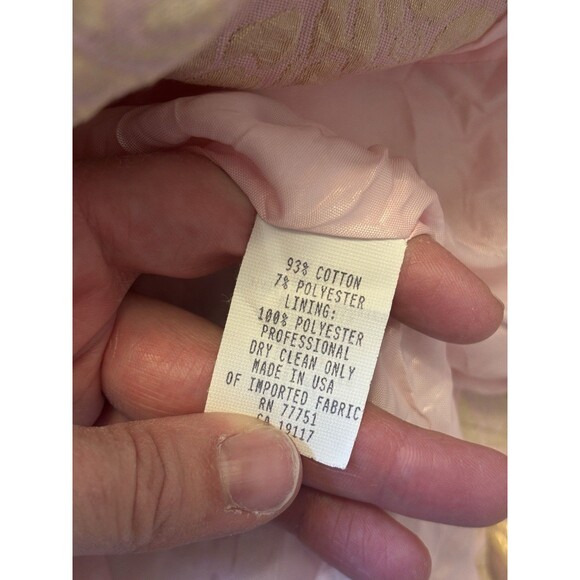 93% COTTON
7% POLYESTER
LINING:
100% POLYESTER
PROFESSIONAL
DRY CLEAN ONLY
MADE IN USA
OF IMPORTED FABRIC
RN 77751
CA 19117